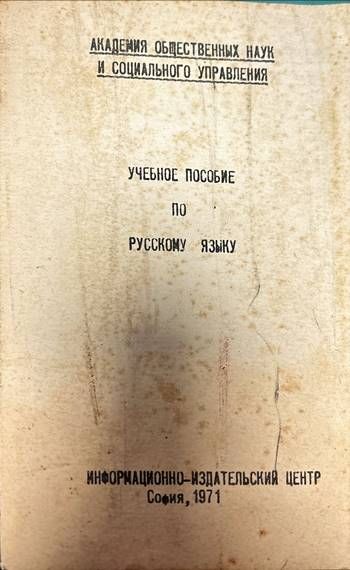 АКАДЕМИЯ ОБЩЕСТВЕННЫХ НАУК
И СОЦИАЛЬНОГО УПРАВЛЕНИЯ
УЧЕБНОЕ ПОСОБИЕ
ПО
РУССКОМУ ЯЗЫКУ
ИНФОРМАЦИОННО-ИЗДАТЕЛЬСКИЙ ЦЕНТР
София, 1971